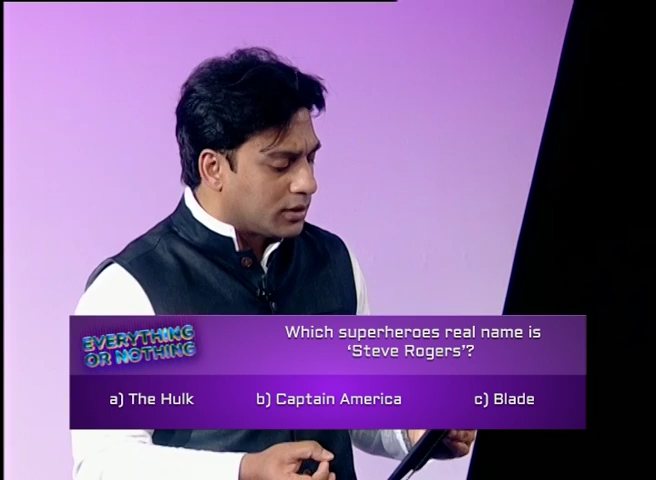 EVERYTHING
OR NOTHING
Which superheroes real name is
‘Steve Rogers’?
a) The Hulk b) Captain America c) Blade